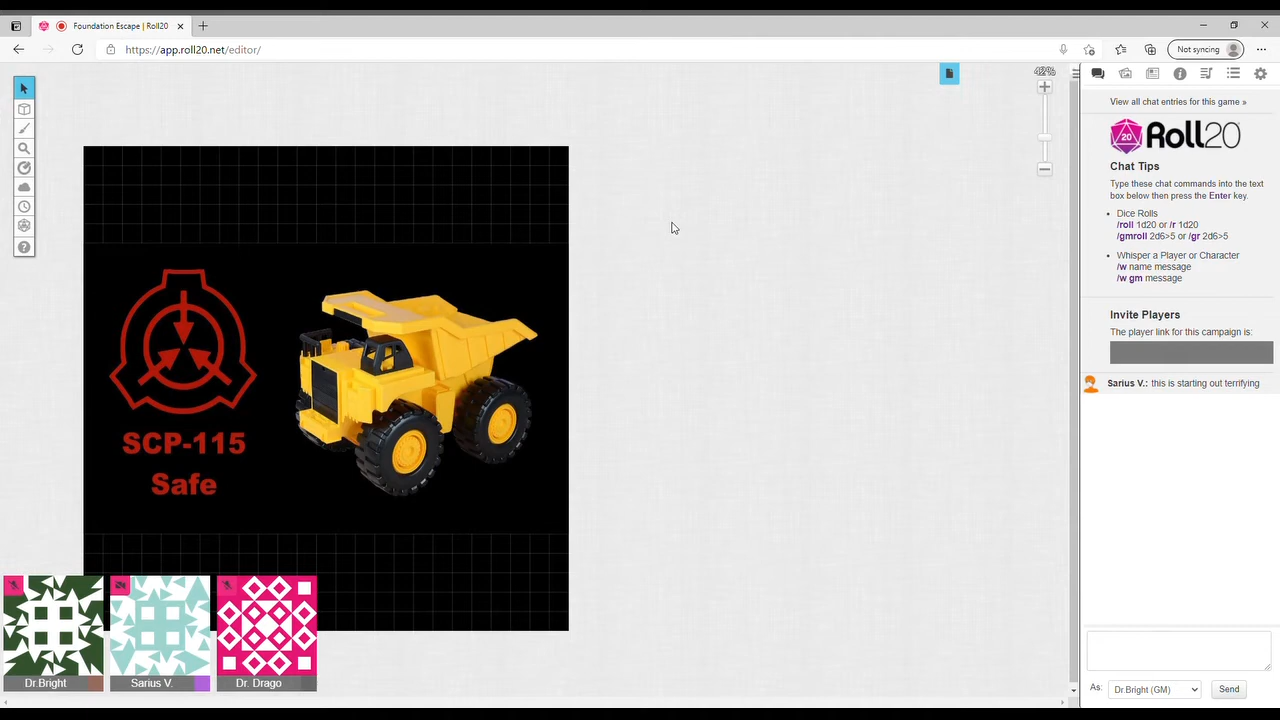 Foundation Escape | Roll20
https://app.roll20.net/editor/
Not syncing
42%
View all chat entries for this game »
20
Roll20
Chat Tips
Type these chat commands into the text
box below then press the Enter key.
Dice Rolls
/roll 1d20 or /r 1d20
/gmroll 2d6>5 or /gr 2d6>5
Whisper a Player or Character
/w name message
/w gm message
Invite Players
The player link for this campaign is:
Sarius V.: this is starting out terrifying
SCP-115
Safe
Dr.Bright
Sarius V.
Dr. Drago
As:
Dr.Bright (GM)
Send